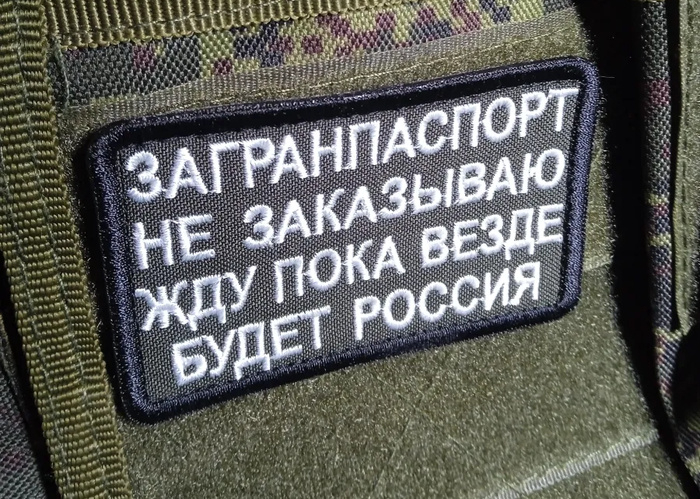 ЗАГРАНПАСПОРТ
НЕ ЗАКАЗЫВАЮ
ЖДУ ПОКА ВЕЗДЕ
БУДЕТ РОССИЯ